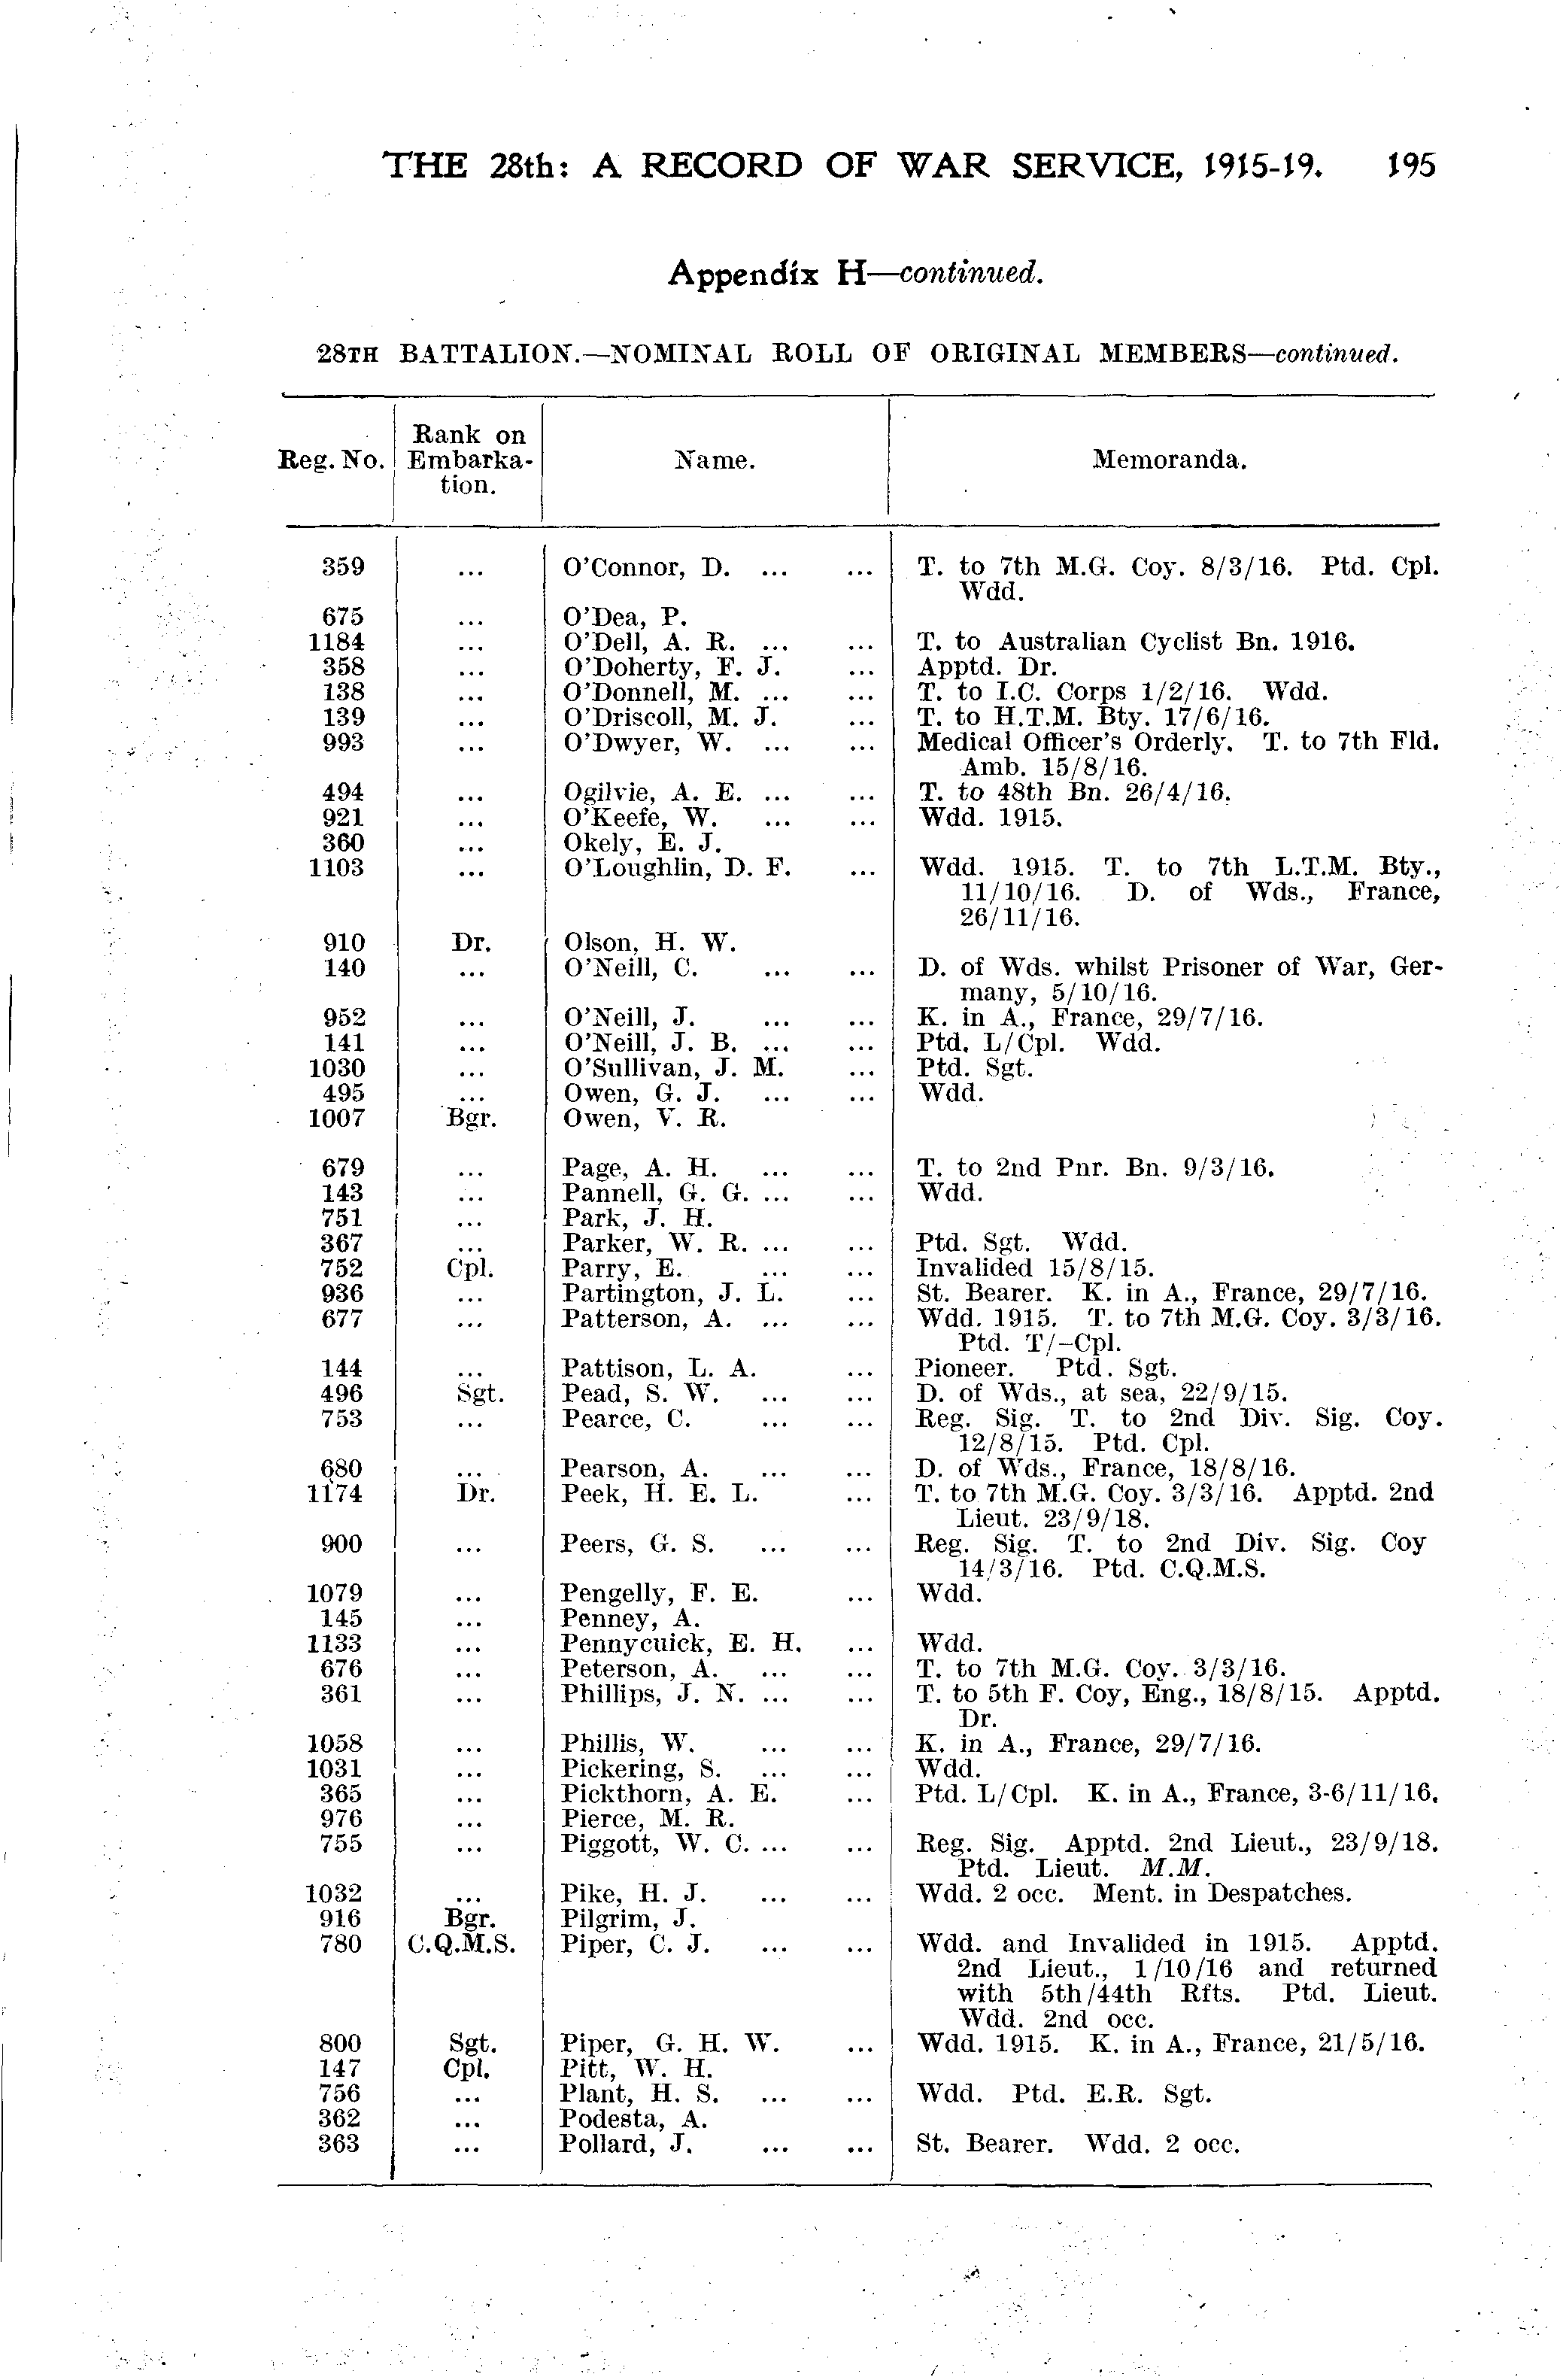 THE 28th: A RECORD OF WAR SERVICE, 1915-19. 195
Appendix H—continued.
28TH BATTALION.—NOMINAL ROLL OF ORIGINAL MEMBERS—continued.
Reg. No. Rank on Embarka- tion. Name. Memoranda.
359 ... O'Connor, D. ... ... T. to 7th M.G. Coy. 8/3/16. Ptd. Cpl.
Wdd.
675 ... O'Dea, P.
1184 ... O'Dell, A. R. ... ... T. to Australian Cyclist Bn. 1916.
358 ... O'Doherty, F. J. ... Apptd. Dr.
138 ... O'Donnell, M. ... ... T. to I.C. Corps 1/2/16. Wdd.
139 ... O'Driscoll, M. J. ... T. to H.T.M. Bty. 17/6/16.
993 ... O'Dwyer, W. ... ... Medical Officer's Orderly. T. to 7th Fld.
Amb. 15/8/16.
494 ... Ogilvie, A. E. ... ... T. to 48th Bn. 26/4/16.
921 ... O'Keefe, W. ... ... Wdd. 1915.
360 ... Okely, E. J.
1103 ... O'Loughlin, D. F. ... Wdd. 1915. T. to 7th L.T.M. Bty.,
11/10/16. D. of Wds., France,
26/11/16.
910 Dr. Olson, H. W.
140 ... O'Neill, C. ... ... D. of Wds. whilst Prisoner of War, Ger-
many, 5/10/16.
952 ... O'Neill, J. ... ... K. in A., France, 29/7/16.
141 ... O'Neill, J. B. ... ... Ptd. L/Cpl. Wdd.
1030 ... O'Sullivan, J. M. ... Ptd. Sgt.
495 ... Owen, G. J. ... ... Wdd.
1007 Bgr. Owen, V. R.
679 ... Page, A. H. ... ... T. to 2nd Pnr. Bn. 9/3/16.
143 ... Pannell, G. G. ... ... Wdd.
751 ... Park, J. H.
367 ... Parker, W. R. ... ... Ptd. Sgt. Wdd.
752 Cpl. Parry, E. ... ... Invalided 15/8/15.
936 ... Partington, J. L. ... St. Bearer. K. in A., France, 29/7/16.
677 ... Patterson, A. ... ... Wdd. 1915. T. to 7th M.G. Coy. 3/3/16.
Ptd. T/-Cpl.
144 ... Pattison, L. A. ... Pioneer. Ptd. Sgt.
496 Sgt. Pead, S. W. ... ... D. of Wds., at sea, 22/9/15.
753 ... Pearce, C. ... ... Reg. Sig. T. to 2nd Div. Sig. Coy.
12/8/15. Ptd. Cpl.
680 ... Pearson, A. ... ... D. of Wds., France, 18/8/16.
1174 Dr. Peek, H. E. L. ... T. to 7th M.G. Coy. 3/3/16. Apptd. 2nd
Lieut. 23/9/18.
900 ... Peers, G. S. ... ... Reg. Sig. T. to 2nd Div. Sig. Coy
14/3/16. Ptd. C.Q.M.S.
1079 ... Pengelly, F. E. ... Wdd.
145 ... Penney, A.
1133 ... Pennycuick, E. H. ... Wdd.
676 ... Peterson, A. ... ... T. to 7th M.G. Coy. 3/3/16.
361 ... Phillips, J. N. ... ... T. to 5th F. Coy, Eng., 18/8/15. Apptd.
Dr.
1058 ... Phillis, W. ... ... K. in A., France, 29/7/16.
1031 ... Pickering, S. ... ... Wdd.
365 ... Pickthorn, A. E. ... Ptd. L/Cpl. K. in A., France, 3-6/11/16.
976 ... Pierce, M. R.
755 ... Piggott, W. C. ... ... Reg. Sig. Apptd. 2nd Lieut., 23/9/18.
Ptd. Lieut. M.M.
1032 ... Pike, H. J. ... ... Wdd. 2 occ. Ment. in Despatches.
916 Bgr. Pilgrim, J.
780 C.Q.M.S. Piper, C. J. ... ... Wdd. and Invalided in 1915. Apptd.
2nd Lieut., 1/10/16 and returned
with 5th/44th Rfts. Ptd. Lieut.
Wdd. 2nd occ.
800 Sgt. Piper, G. H. W. ... Wdd. 1915. K. in A., France, 21/5/16.
147 Cpl. Pitt, W. H.
756 ... Plant, H. S. ... ... Wdd. Ptd. E.R. Sgt.
362 ... Podesta, A.
363 ... Pollard, J. ... ... St. Bearer. Wdd. 2 occ.